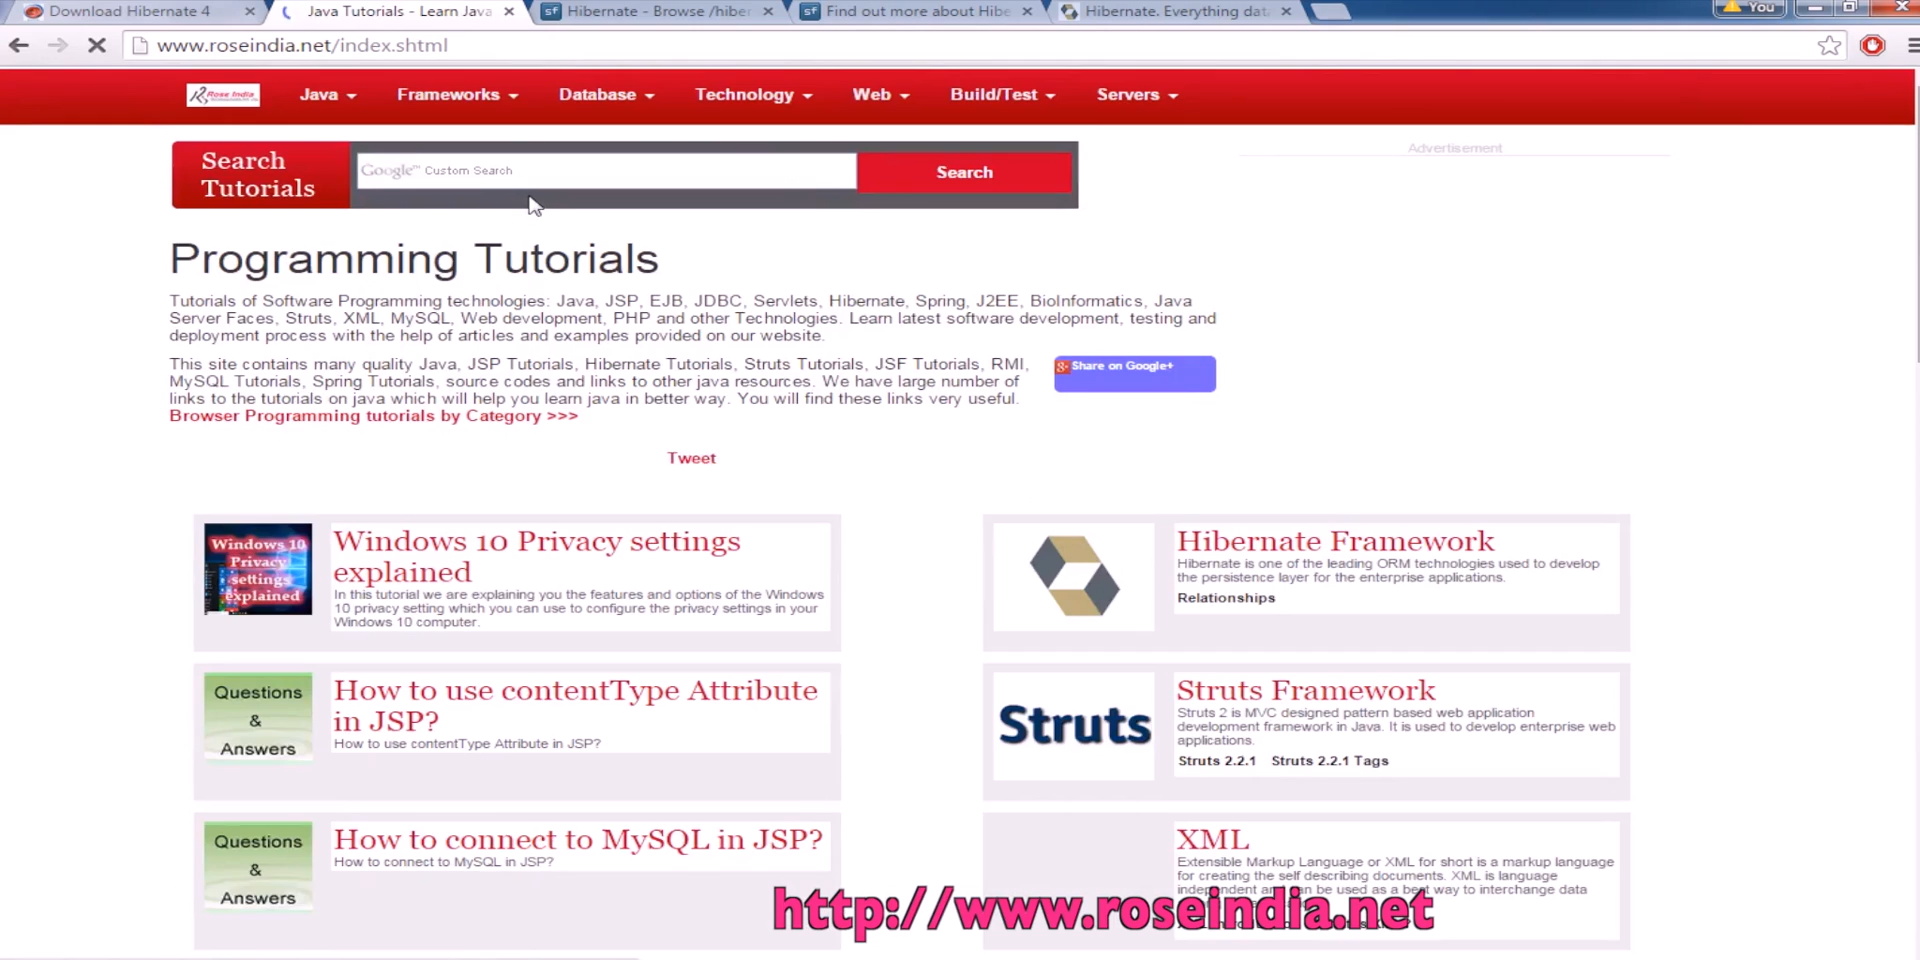 Download Hibernate 4
Java Tutorials - Learn Java
Hibernate - Browse /hiber
Find out more about Hibe
Hibernate. Everything data
You
www.roseindia.net/index.shtml
Rose India
Java
Frameworks
Database
Technology
Web
Build/Test
Servers
Search
Tutorials
Google™ Custom Search
Search
Advertisement
Programming Tutorials
Tutorials of Software Programming technologies: Java, JSP, EJB, JDBC, Servlets, Hibernate, Spring, J2EE, BioInformatics, Java
Server Faces, Struts, XML, MySQL, Web development, PHP and other Technologies. Learn latest software development, testing and
deployment process with the help of articles and examples provided on our website.
This site contains many quality Java, JSP Tutorials, Hibernate Tutorials, Struts Tutorials, JSF Tutorials, RMI,
MySQL Tutorials, Spring Tutorials, source codes and links to other java resources. We have large number of
links to the tutorials on java which will help you learn java in better way. You will find these links very useful.
Browser Programming tutorials by Category >>>
Share on Google+
Tweet
Windows 10
Privacy
settings
explained
Windows 10 Privacy settings
explained
In this tutorial we are explaining you the features and options of the Windows
10 privacy setting which you can use to configure the privacy settings in your
Windows 10 computer.
Hibernate Framework
Hibernate is one of the leading ORM technologies used to develop
the persistence layer for the enterprise applications.
Relationships
Questions
&
Answers
How to use contentType Attribute
in JSP?
How to use contentType Attribute in JSP?
Struts
Struts Framework
Struts 2 is MVC designed pattern based web application
development framework in Java. It is used to develop enterprise web
applications.
Struts 2.2.1 Struts 2.2.1 Tags
Questions
&
Answers
How to connect to MySQL in JSP?
How to connect to MySQL in JSP?
XML
Extensible Markup Language or XML for short is a markup language
for creating the self describing documents. XML is language
independent and can be used as a best way to interchange data
http://www.roseindia.net